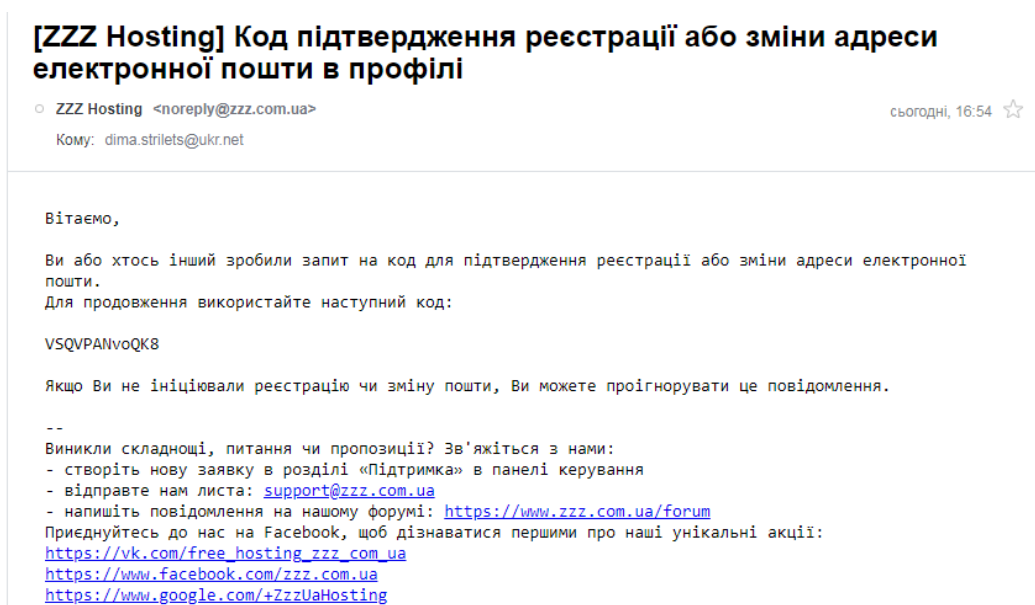 [ZZZ Hosting] Код підтвердження реєстрації або зміни адреси
електронної пошти в профілі
ZZZ Hosting <noreply@zzz.com.ua>
сьогодні, 16:54
Кому: dima.strilets@ukr.net
Вітаємо,
Ви або хтось інший зробили запит на код для підтвердження реєстрації або зміни адреси електронної
пошти.
Для продовження використайте наступний код:
VSQVPANvoQK8
Якщо Ви не ініціювали реєстрацію чи зміну пошти, Ви можете проігнорувати це повідомлення.
--
Виникли складнощі, питання чи пропозиції? Зв'яжіться з нами:
- створіть нову заявку в розділі «Підтримка» в панелі керування
- відправте нам листа: support@zzz.com.ua
- напишіть повідомлення на нашому форумі: https://www.zzz.com.ua/forum
Приєднуйтесь до нас на Facebook, щоб дізнаватися першими про наші унікальні акції:
https://vk.com/free_hosting_zzz_com_ua
https://www.facebook.com/zzz.com.ua
https://www.google.com/+ZzzUaHosting